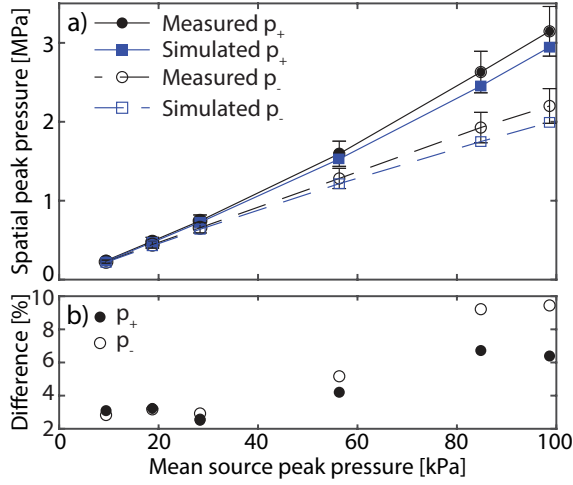 a)
Measured p+
Simulated p+
Measured p-
Simulated p-
Spatial peak pressure [MPa]
3
2
1
0
b)
p+
p-
Difference [%]
10
8
6
4
2
0 20 40 60 80 100
Mean source peak pressure [kPa]